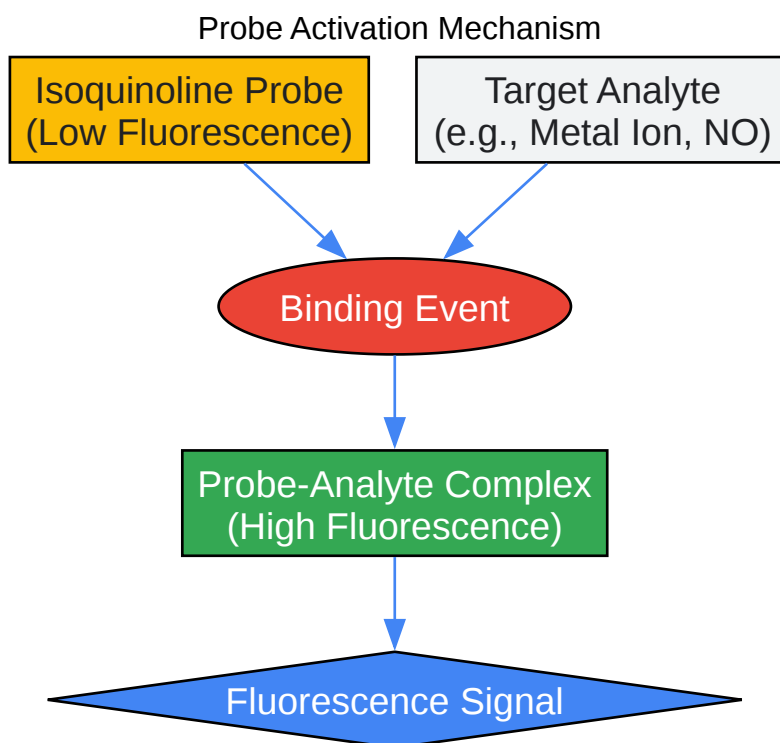 Probe Activation Mechanism
Isoquinoline Probe
(Low Fluorescence)
Target Analyte
(e.g., Metal Ion, NO)
Binding Event
Probe-Analyte Complex
(High Fluorescence)
Fluorescence Signal